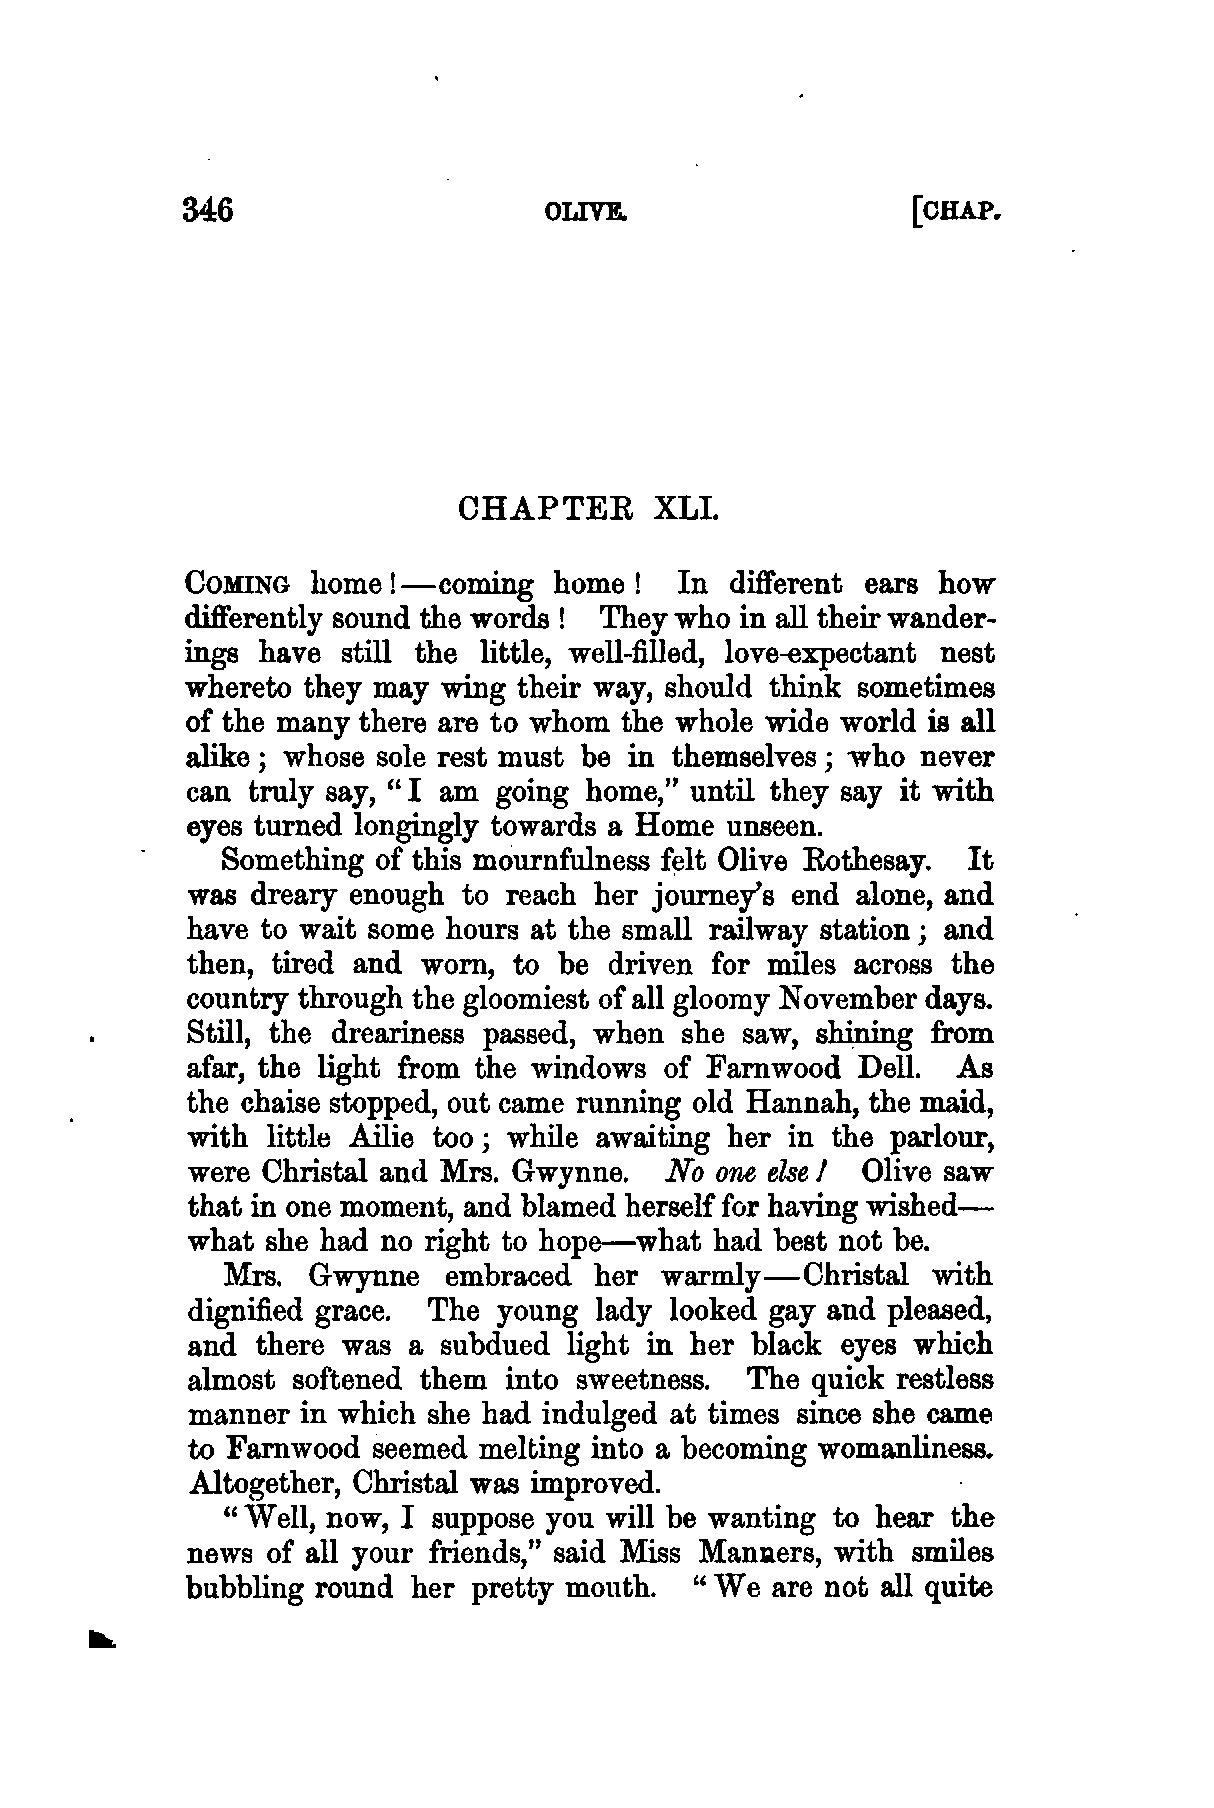 346 OLIVE. [CHAP.
CHAPTER XLI.
COMING home!—coming home! In different ears how
differently sound the words! They who in all their wander-
ings have still the little, well-filled, love-expectant nest
whereto they may wing their way, should think sometimes
of the many there are to whom the whole wide world is all
alike; whose sole rest must be in themselves; who never
can truly say, "I am going home," until they say it with
eyes turned longingly towards a Home unseen.
Something of this mournfulness felt Olive Rothesay. It
was dreary enough to reach her journey's end alone, and
have to wait some hours at the small railway station; and
then, tired and worn, to be driven for miles across the
country through the gloomiest of all gloomy November days.
Still, the dreariness passed, when she saw, shining from
afar, the light from the windows of Farnwood Dell. As
the chaise stopped, out came running old Hannah, the maid,
with little Ailie too; while awaiting her in the parlour,
were Christal and Mrs. Gwynne. No one else! Olive saw
that in one moment, and blamed herself for having wished—
what she had no right to hope—what had best not be.
Mrs. Gwynne embraced her warmly—Christal with
dignified grace. The young lady looked gay and pleased,
and there was a subdued light in her black eyes which
almost softened them into sweetness. The quick restless
manner in which she had indulged at times since she came
to Farnwood seemed melting into a becoming womanliness.
Altogether, Christal was improved.
"Well, now, I suppose you will be wanting to hear the
news of all your friends," said Miss Manners, with smiles
bubbling round her pretty mouth. "We are not all quite